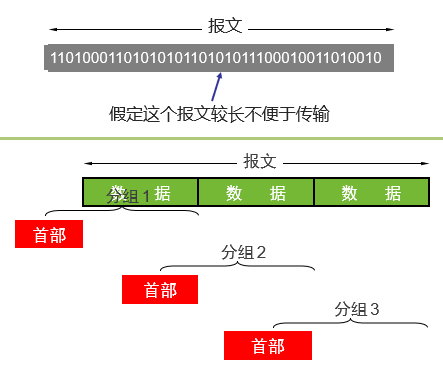 报文
110100011010101011010101110001001101 0010
假定这个报文较长不便于传输
报文
数 据 数 据 数 据
分组 1
首部
分组 2
首部
分组 3
首部